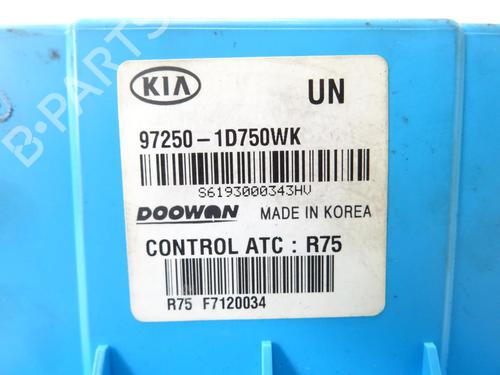 B-PARTS
KIA UN
97250-1D750WK
S6193000343HV
DOOWON MADE IN KOREA
CONTROL ATC : R75
R75 F7120034